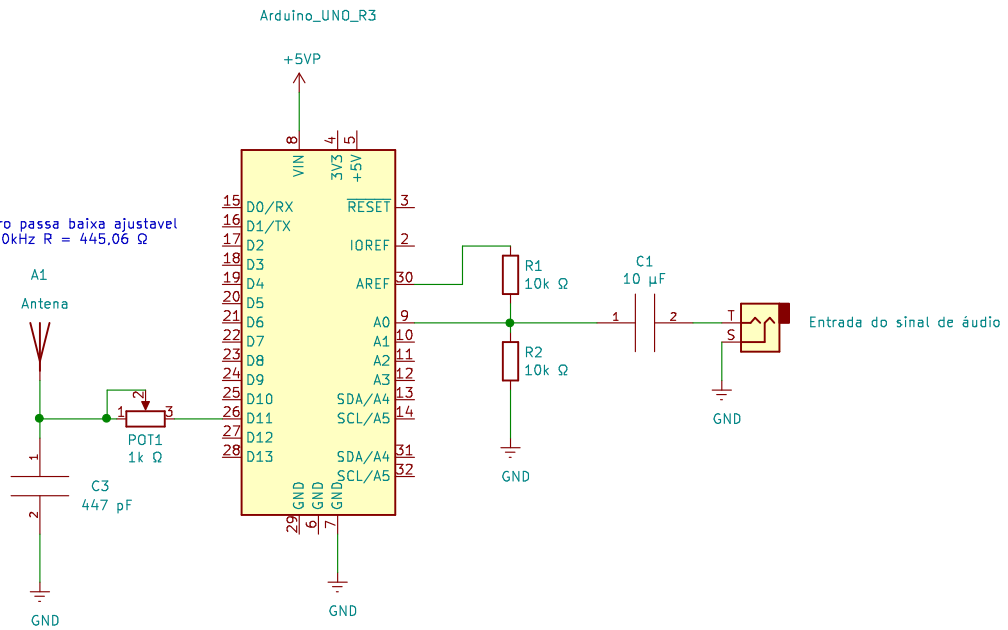 Arduino_UNO_R3
+5VP
8
4
5
VIN
3V3
+5V
15 D0/RX
16 D1/TX
17 D2
18 D3
19 D4
20 D5
21 D6
22 D7
23 D8
24 D9
25 D10
26 D11
27 D12
28 D13
RESET 3
IOREF 2
AREF 30
A0 9
A1 10
A2 11
A3 12
SDA/A4 13
SCL/A5 14
SDA/A4 31
SCL/A5 32
GND
GND
GND
29
6
7
GND
passa baixa ajustavel
0kHz R = 445,06 Ω
A1
Antena
1
2
3
POT1
1k Ω
1
C3
447 pF
2
GND
R1
10k Ω
R2
10k Ω
GND
C1
10 µF
1
2
T
S
Entrada do sinal de áudio
GND